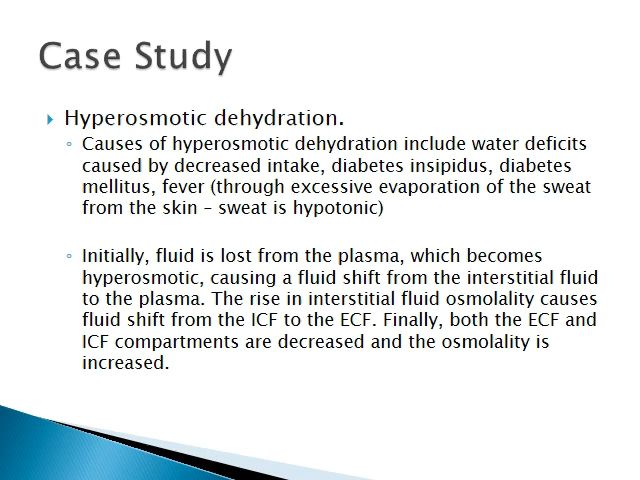 Case Study
Hyperosmotic dehydration.
Causes of hyperosmotic dehydration include water deficits
caused by decreased intake, diabetes insipidus, diabetes
mellitus, fever (through excessive evaporation of the sweat
from the skin – sweat is hypotonic)
Initially, fluid is lost from the plasma, which becomes
hyperosmotic, causing a fluid shift from the interstitial fluid
to the plasma. The rise in interstitial fluid osmolality causes
fluid shift from the ICF to the ECF. Finally, both the ECF and
ICF compartments are decreased and the osmolality is
increased.